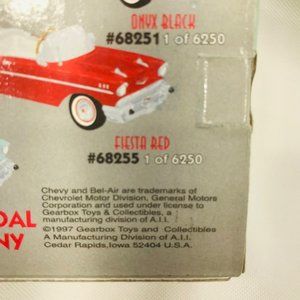 ONYX BLACK
#68251 1 of 6250
FIESTA RED
#68255 1 of 6250
Chevy and Bel-Air are trademarks of
Chevrolet Motor Division, General Motors
Corporation and used under license to
Gearbox Toys & Collectibles, a
manufacturing division of A.I.I.
©1997 Gearbox Toys and Collectibles
A Manufacturing Division of A.I.I.
Cedar Rapids, Iowa 52404 U.S.A.
DAL
NY